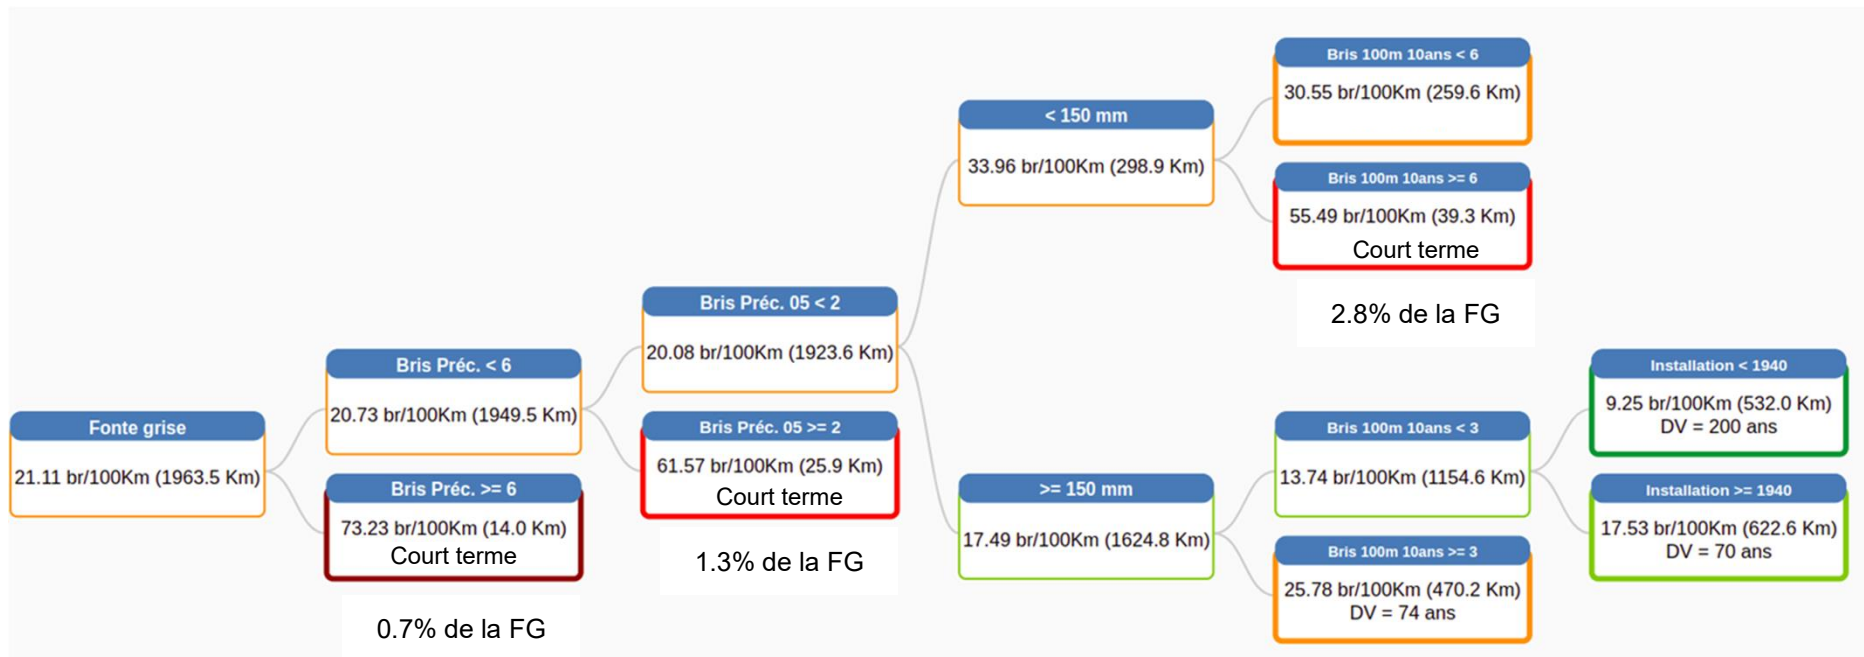 Fonte grise
21.11 br/100Km (1963.5 Km)
Bris Préc. < 6
20.73 br/100Km (1949.5 Km)
Bris Préc. >= 6
73.23 br/100Km (14.0 Km)
Court terme
0.7% de la FG
Bris Préc. 05 < 2
20.08 br/100Km (1923.6 Km)
Bris Préc. 05 >= 2
61.57 br/100Km (25.9 Km)
Court terme
1.3% de la FG
< 150 mm
33.96 br/100Km (298.9 Km)
>= 150 mm
17.49 br/100Km (1624.8 Km)
Bris 100m 10ans < 6
30.55 br/100Km (259.6 Km)
Bris 100m 10ans >= 6
55.49 br/100Km (39.3 Km)
Court terme
2.8% de la FG
Bris 100m 10ans < 3
13.74 br/100Km (1154.6 Km)
Bris 100m 10ans >= 3
25.78 br/100Km (470.2 Km)
DV = 74 ans
Installation < 1940
9.25 br/100Km (532.0 Km)
DV = 200 ans
Installation >= 1940
17.53 br/100Km (622.6 Km)
DV = 70 ans